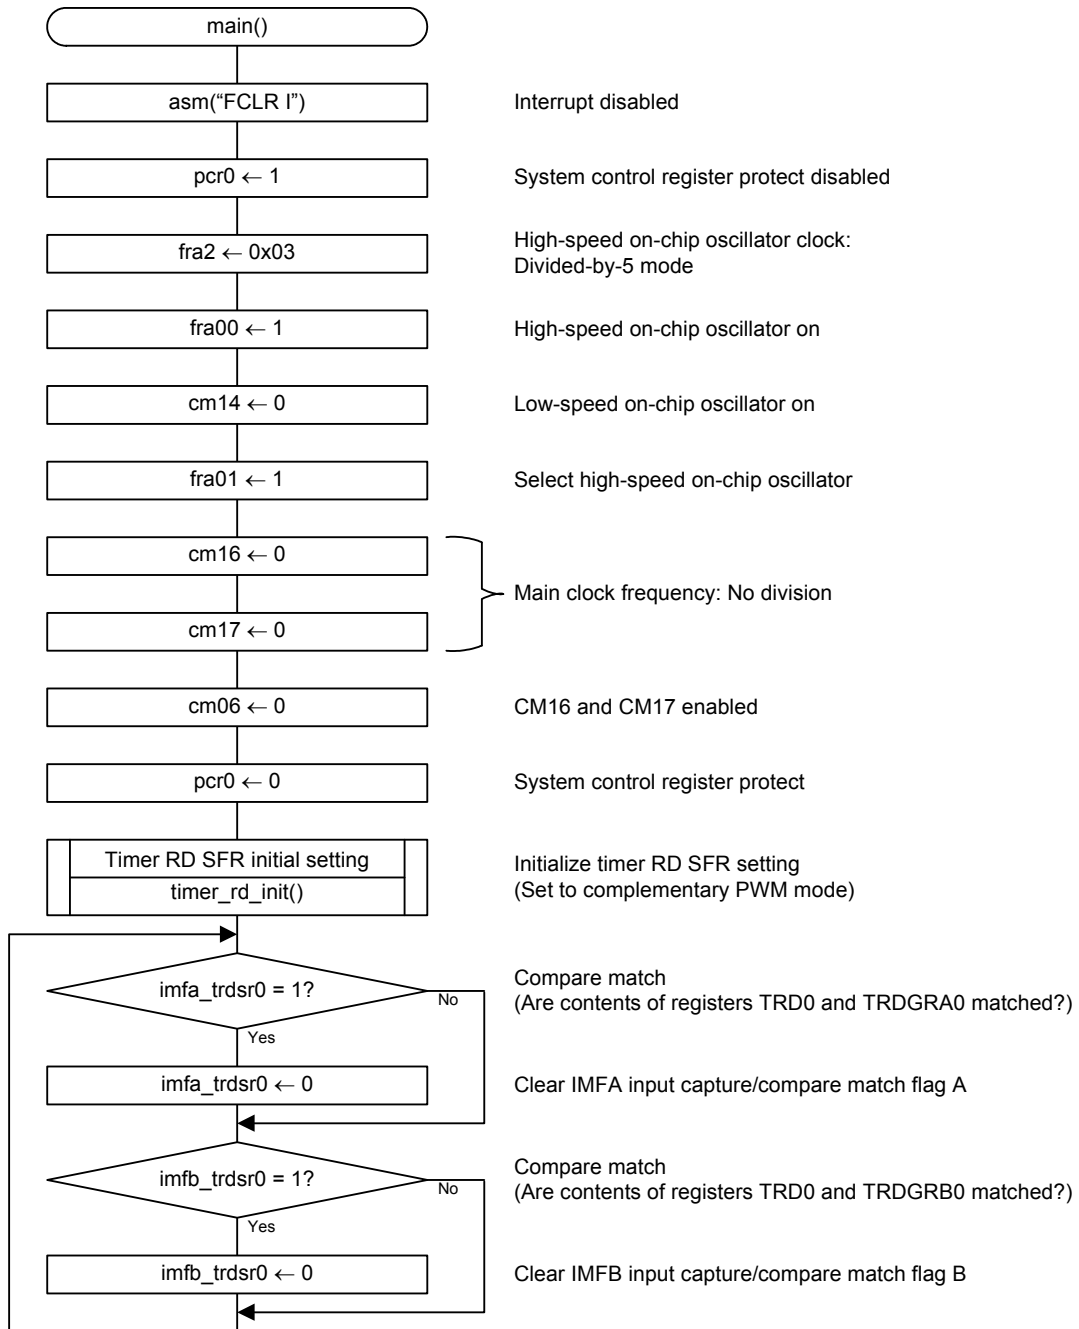 main()
asm(“FCLR I”)
Interrupt disabled
pcr0 ← 1
System control register protect disabled
fra2 ← 0x03
High-speed on-chip oscillator clock:
Divided-by-5 mode
fra00 ← 1
High-speed on-chip oscillator on
cm14 ← 0
Low-speed on-chip oscillator on
fra01 ← 1
Select high-speed on-chip oscillator
cm16 ← 0
Main clock frequency: No division
cm17 ← 0
cm06 ← 0
CM16 and CM17 enabled
pcr0 ← 0
System control register protect
Timer RD SFR initial setting
timer_rd_init()
Initialize timer RD SFR setting
(Set to complementary PWM mode)
imfa_trdsr0 = 1?
No
Yes
Compare match
(Are contents of registers TRD0 and TRDGRA0 matched?)
imfa_trdsr0 ← 0
Clear IMFA input capture/compare match flag A
imfb_trdsr0 = 1?
No
Yes
Compare match
(Are contents of registers TRD0 and TRDGRB0 matched?)
imfb_trdsr0 ← 0
Clear IMFB input capture/compare match flag B